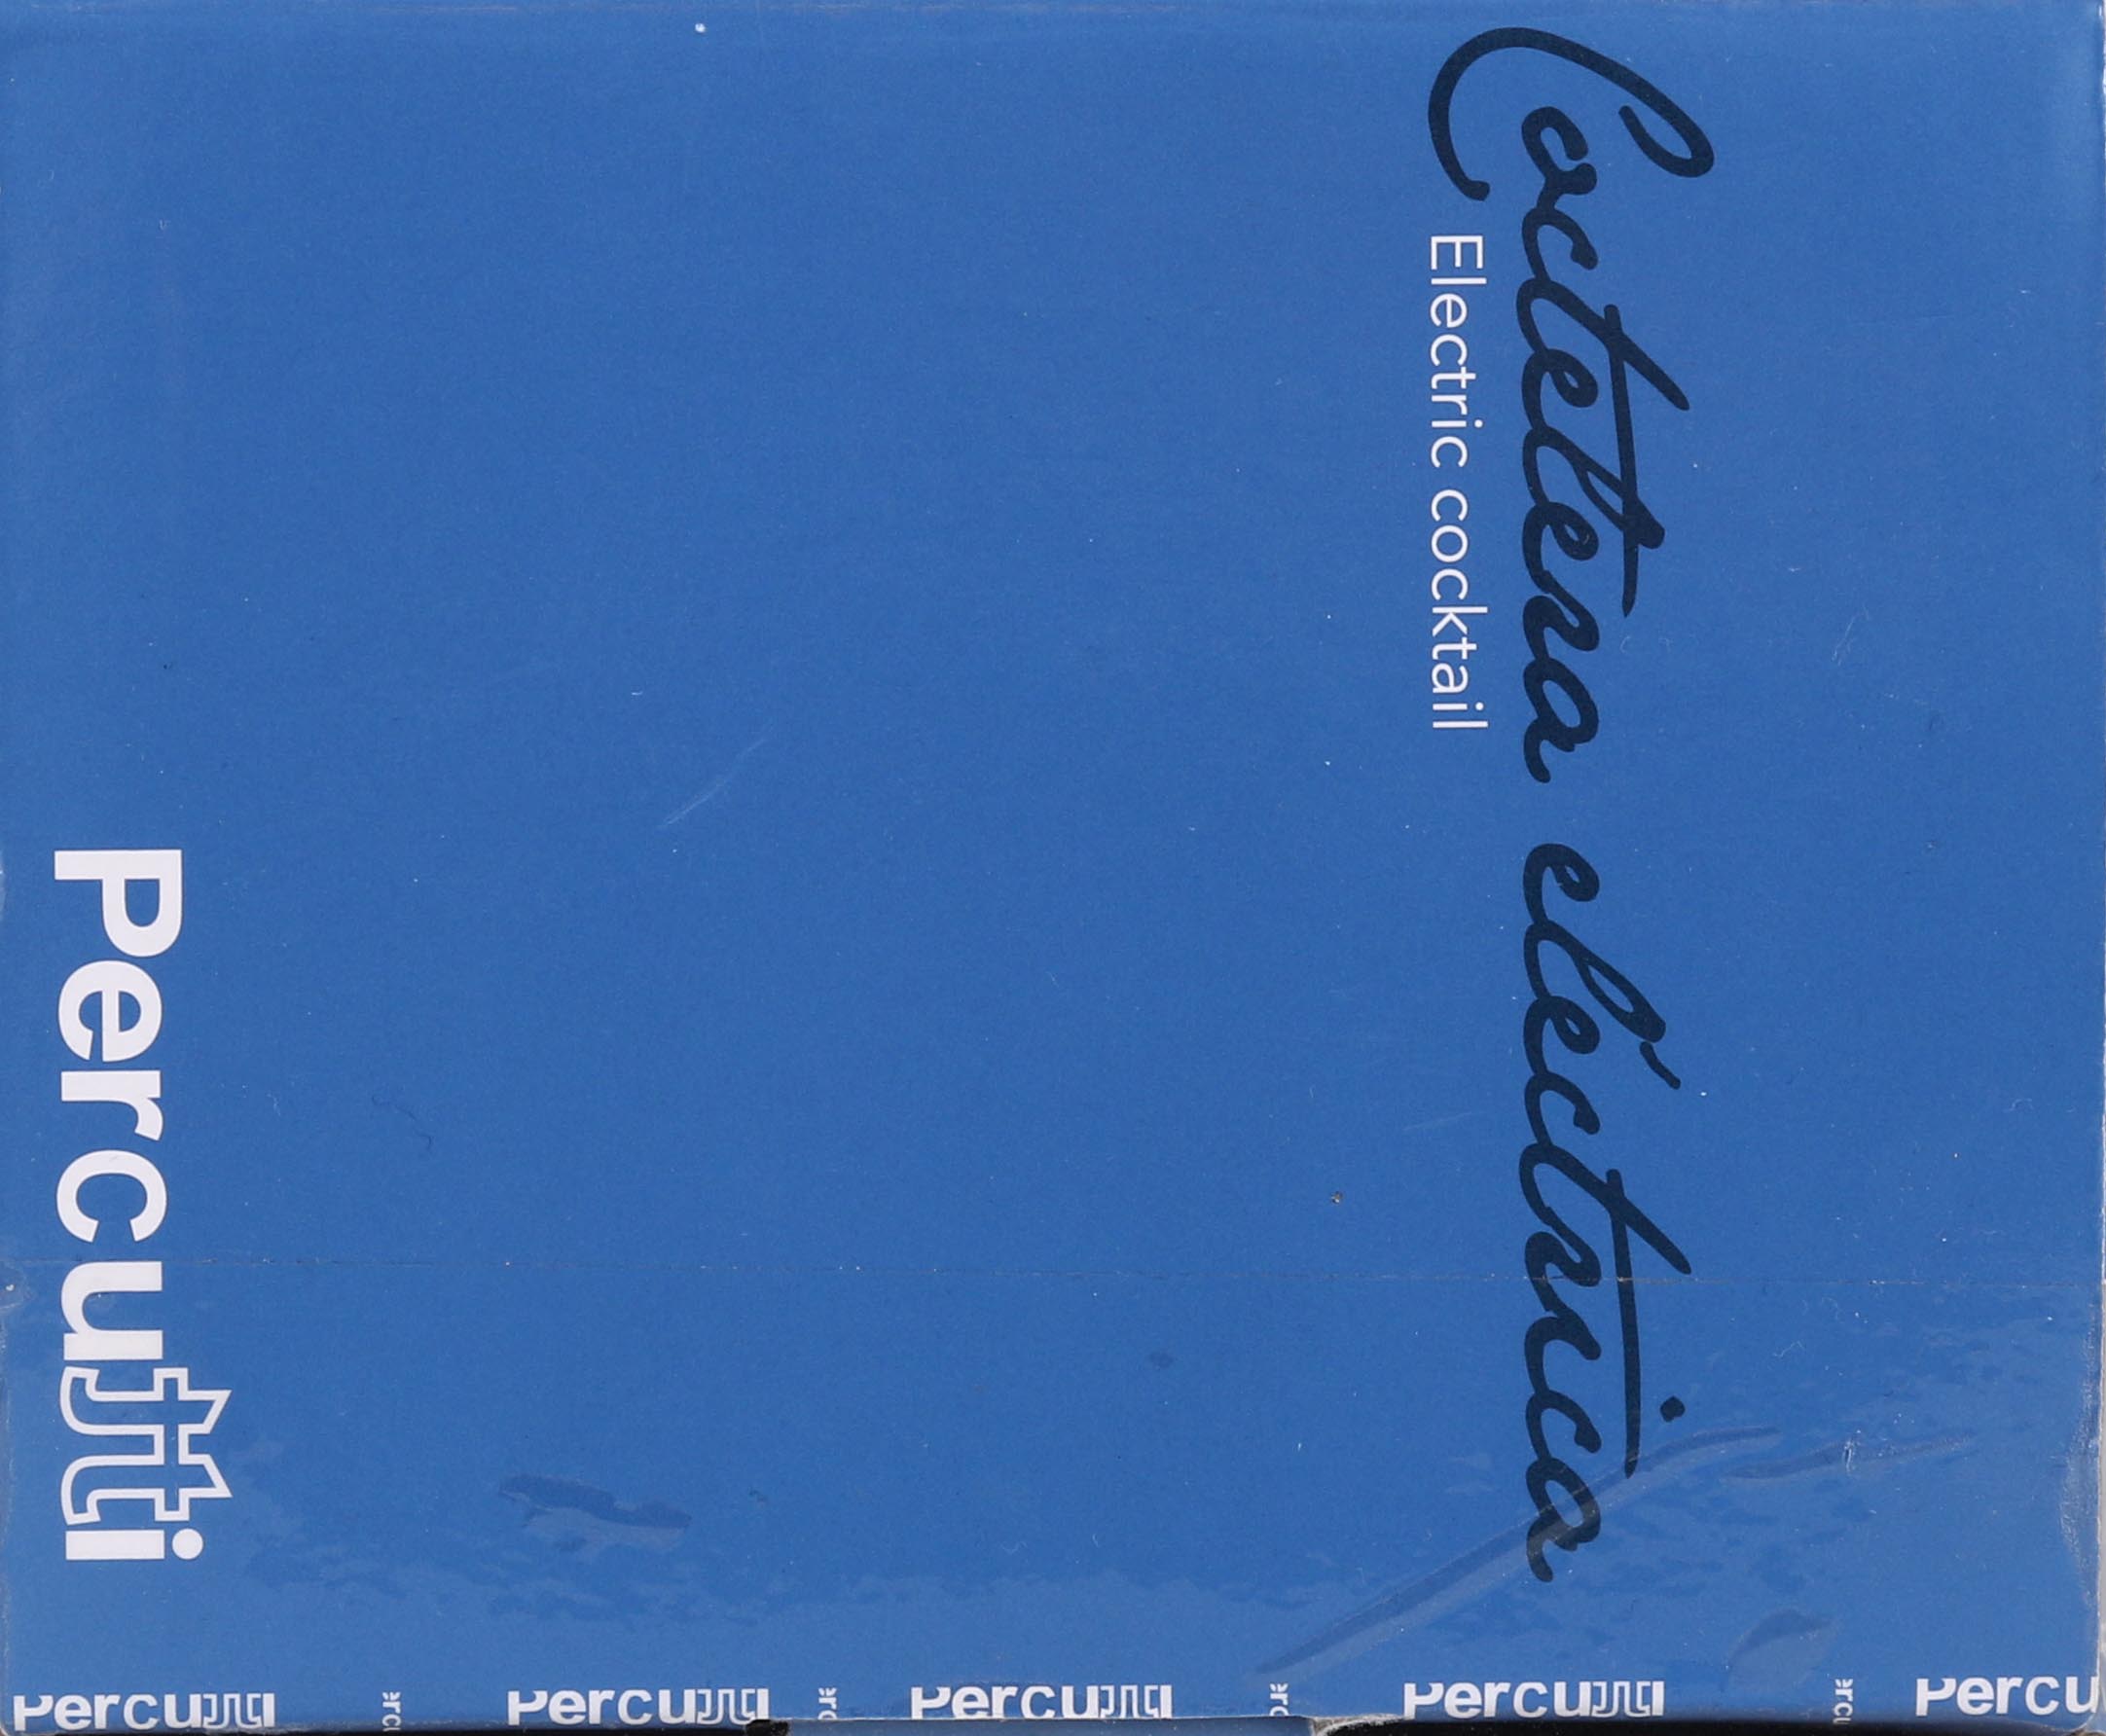 Coctelera eléctrica
Electric cocktail
Percutti
Percutti
Percutti
Percutti
Percutti
Percu